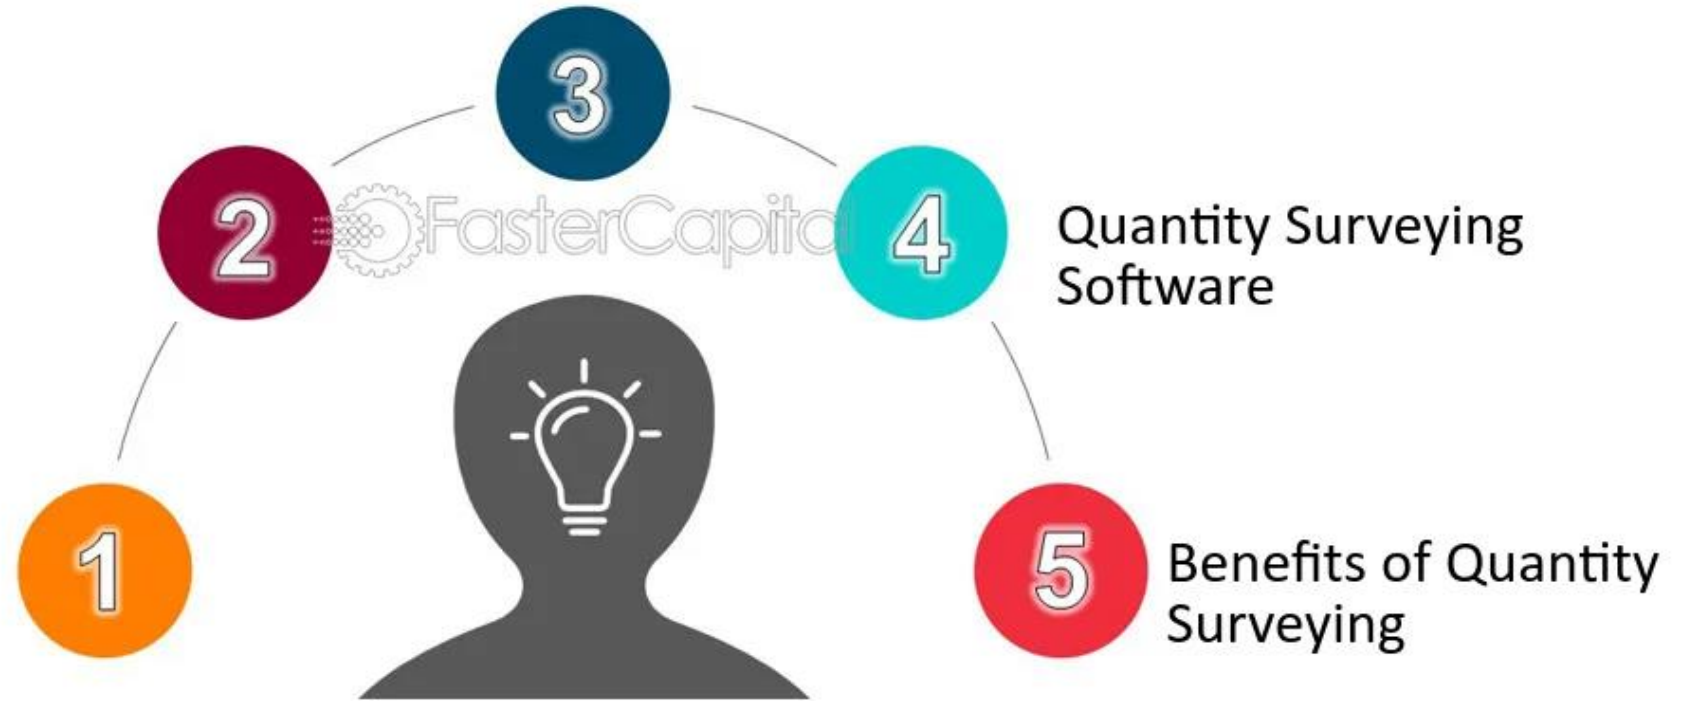 3
2
FasterCapital
4
Quantity Surveying
Software
1
5
Benefits of Quantity
Surveying